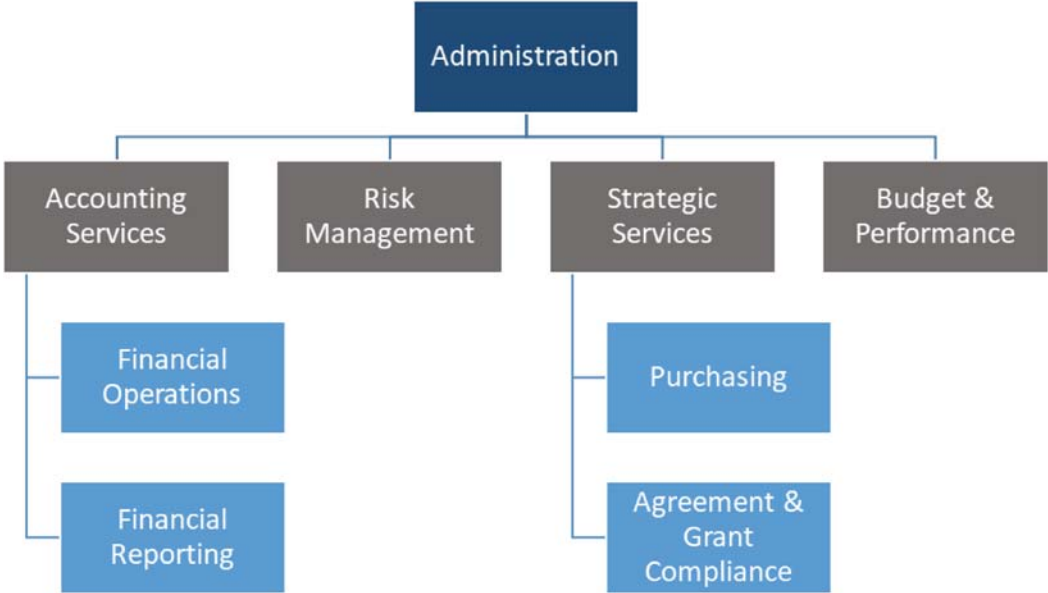 Administration
Accounting
Services
Risk
Management
Strategic
Services
Budget &
Performance
Financial
Operations
Purchasing
Financial
Reporting
Agreement &
Grant
Compliance